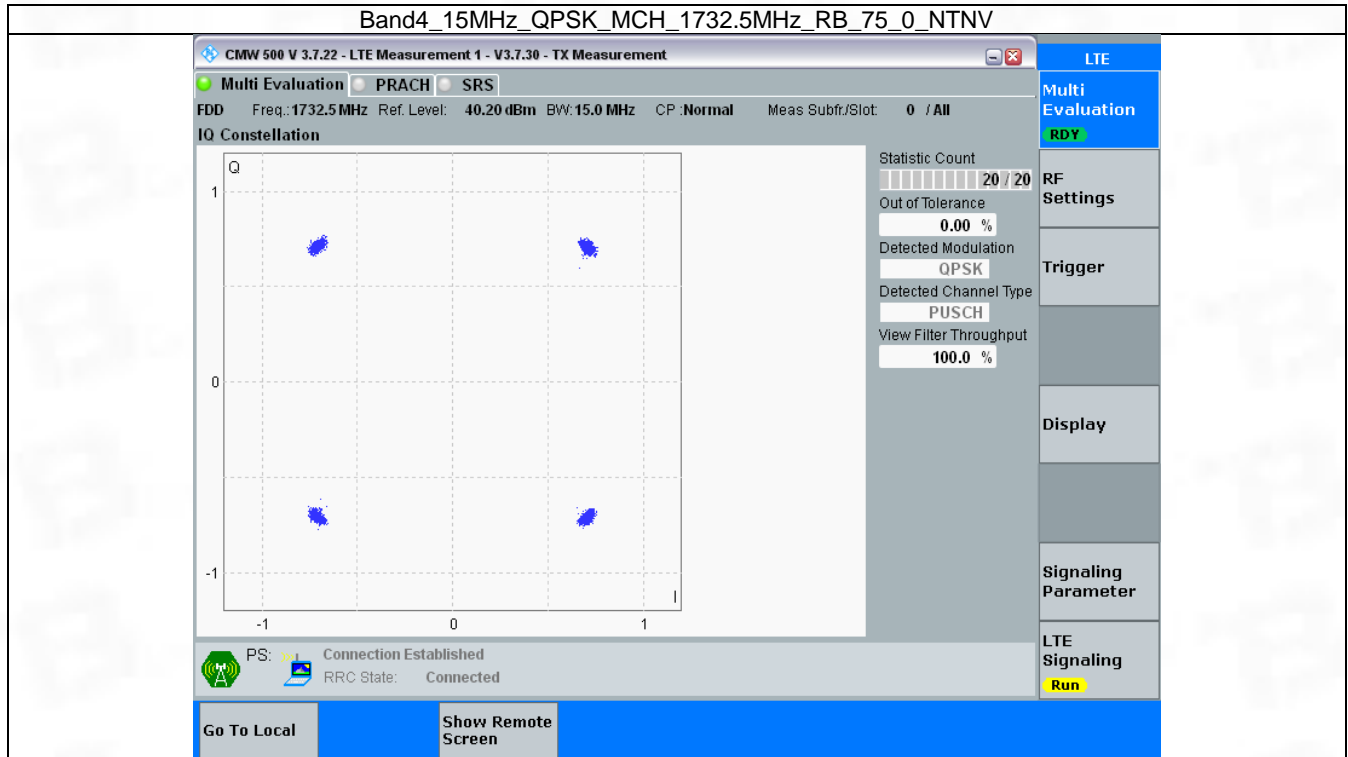 Band4_15MHz_QPSK_MCH_1732.5MHz_RB_75_0_NTNV
CMW 500 V 3.7.22 - LTE Measurement 1 - V3.7.30 - TX Measurement
LTE
Multi Evaluation PRACH SRS
FDD Freq.:1732.5 MHz Ref. Level: 40.20 dBm BW:15.0 MHz CP :Normal Meas Subfr./Slot: 0 / All
IQ Constellation
Q
1
0
-1
I
-1 0 1
Statistic Count
20 / 20
Out of Tolerance
0.00 %
Detected Modulation
QPSK
Detected Channel Type
PUSCH
View Filter Throughput
100.0 %
Multi
Evaluation
RDY
RF
Settings
Trigger
Display
Signaling
Parameter
LTE
Signaling
Run
PS: Connection Established
RRC State: Connected
Go To Local
Show Remote
Screen